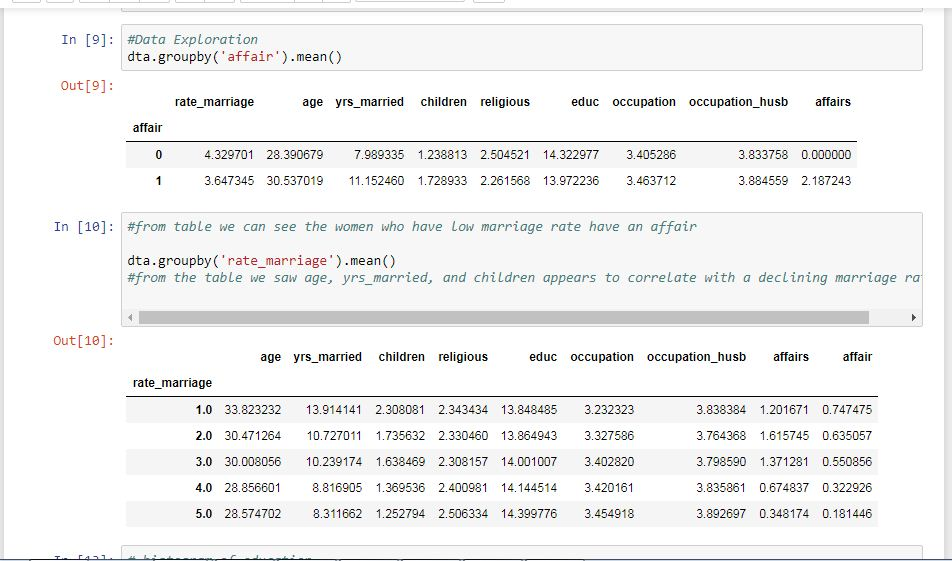 In [9]: #Data Exploration
dta.groupby('affair').mean()
Out[9]:
rate_marriage age yrs_married children religious educ occupation occupation_husb affairs
affair
0 4.329701 28.390679 7.989335 1.238813 2.504521 14.322977 3.405286 3.833758 0.000000
1 3.647345 30.537019 11.152460 1.728933 2.261568 13.972236 3.463712 3.884559 2.187243
In [10]: #from table we can see the women who have low marriage rate have an affair
dta.groupby('rate_marriage').mean()
#from the table we saw age, yrs_married, and children appears to correlate with a declining marriage ra
Out[10]:
age yrs_married children religious educ occupation occupation_husb affairs affair
rate_marriage
1.0 33.823232 13.914141 2.308081 2.343434 13.848485 3.232323 3.838384 1.201671 0.747475
2.0 30.471264 10.727011 1.735632 2.330460 13.864943 3.327586 3.764368 1.615745 0.635057
3.0 30.008056 10.239174 1.638469 2.308157 14.001007 3.402820 3.798590 1.371281 0.550856
4.0 28.856601 8.816905 1.369536 2.400981 14.144514 3.420161 3.835861 0.674837 0.322926
5.0 28.574702 8.311662 1.252794 2.506334 14.399776 3.454918 3.892697 0.348174 0.181446